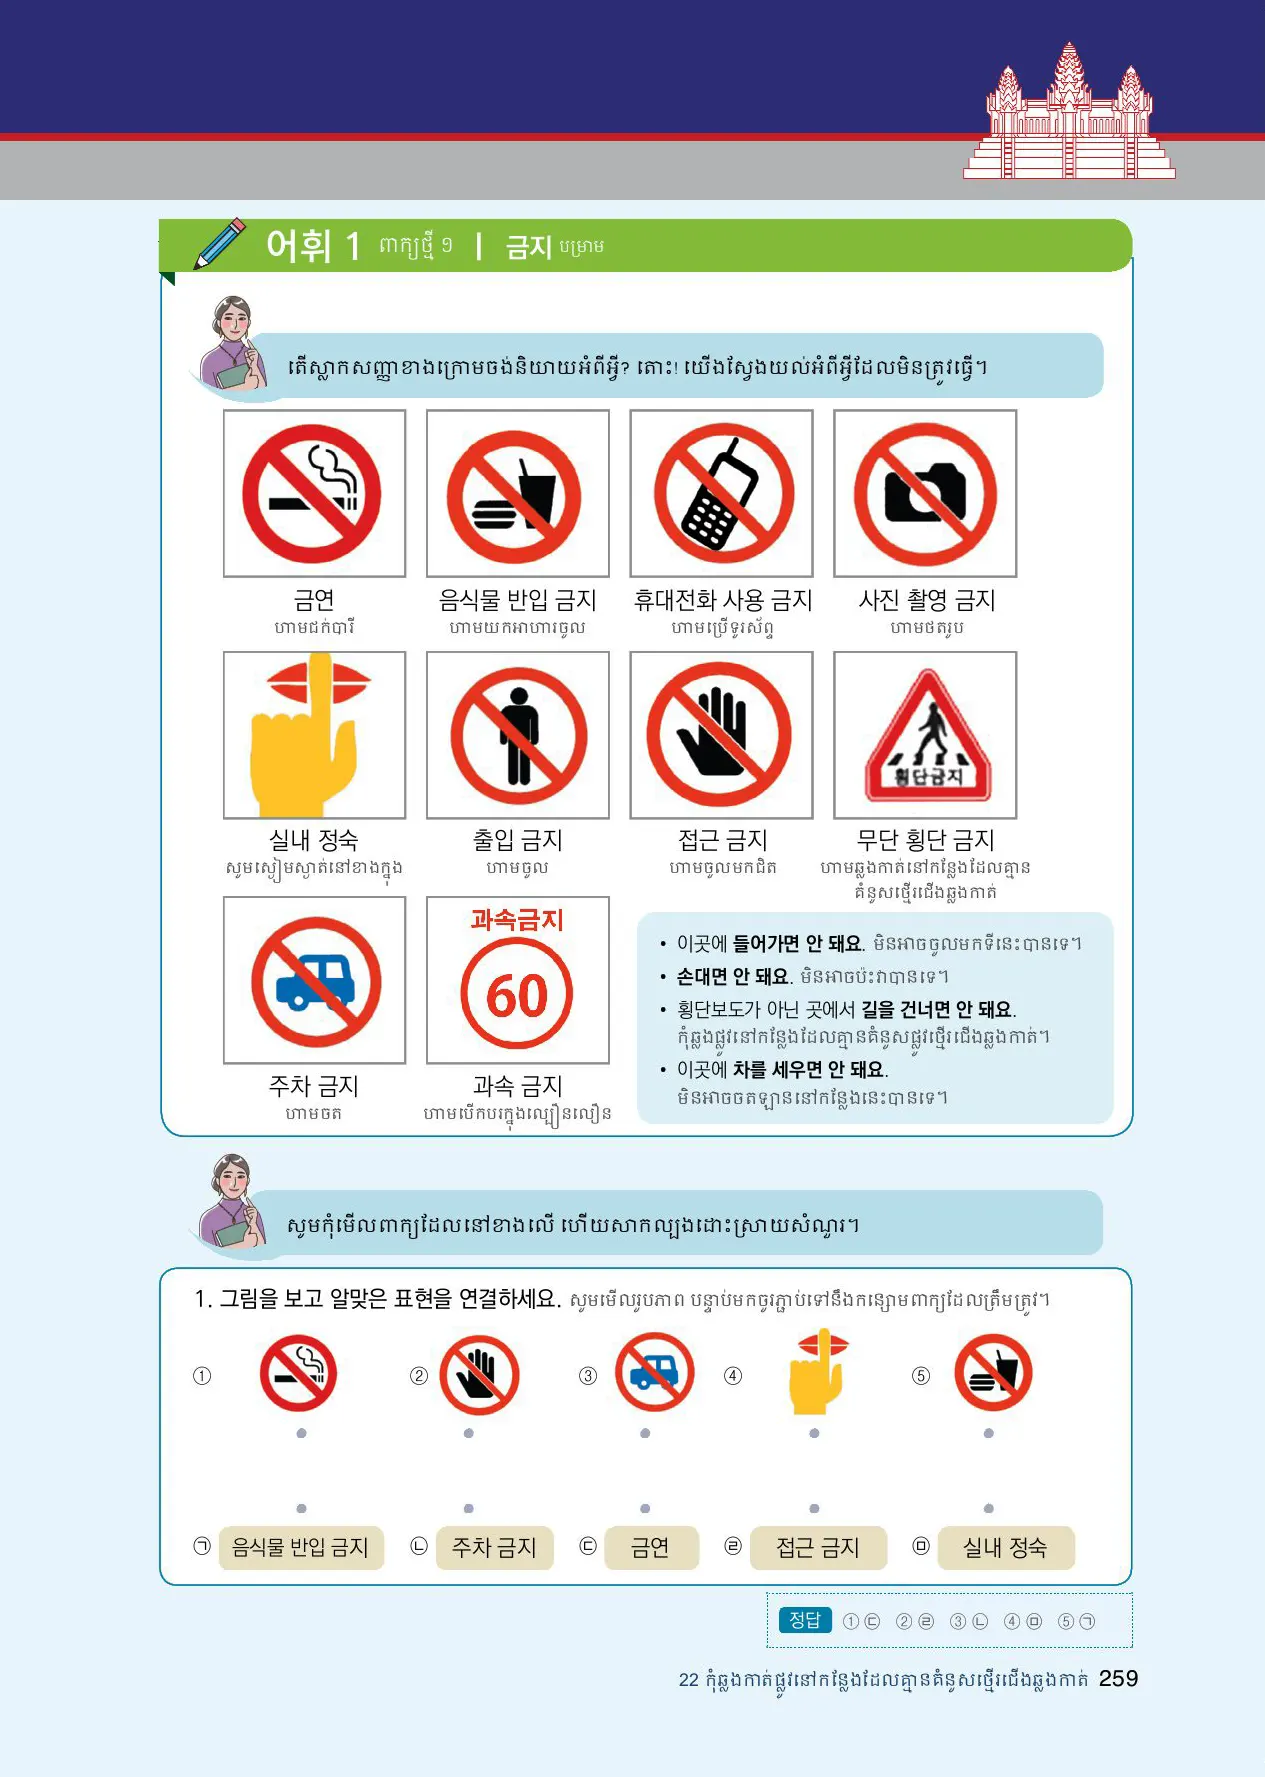 어휘 1 ពាក្យថ្មី ១ | 금지 បម្រាម
តើស្លាកសញ្ញាខាងក្រោមចង់និយាយអំពីអ្វី? តោះ! យើងស្វែងយល់អំពីអ្វីដែលមិនត្រូវធ្វើ។
금연 음식물 반입 금지 휴대전화 사용 금지 사진 촬영 금지
ហាមជក់បារី ហាមយកអាហារចូល ហាមប្រើទូរស័ព្ទ ហាមថតរូប
횡단금지
실내 정숙 출입 금지 접근 금지 무단 횡단 금지
សូមស្ងៀមស្ងាត់នៅខាងក្នុង ហាមចូល ហាមចូលមកជិត ហាមឆ្លងកាត់នៅកន្លែងដែលគ្មាន
គំនូសថ្មើរជើងឆ្លងកាត់
과속금지
60
주차 금지 과속 금지
ហាមចត ហាមបើកបរក្នុងល្បឿនលឿន
• 이곳에 들어가면 안 돼요. មិនអាចចូលមកទីនេះបានទេ។
• 손대면 안 돼요. មិនអាចប៉ះវាបានទេ។
• 횡단보도가 아닌 곳에서 길을 건너면 안 돼요.
កុំឆ្លងផ្លូវនៅកន្លែងដែលគ្មានគំនូសផ្លូវថ្មើរជើងឆ្លងកាត់។
• 이곳에 차를 세우면 안 돼요.
មិនអាចចតឡាននៅកន្លែងនេះបានទេ។
សូមកុំមើលពាក្យដែលនៅខាងលើ ហើយសាកល្បងដោះស្រាយសំណួរ។
1. 그림을 보고 알맞은 표현을 연결하세요. សូមមើលរូបភាព បន្ទាប់មកចូរភ្ជាប់ទៅនឹងកន្សោមពាក្យដែលត្រឹមត្រូវ។
① ② ③ ④ ⑤
㉠ 음식물 반입 금지 ㉡ 주차 금지 ㉢ 금연 ㉣ 접근 금지 ㉤ 실내 정숙
정답 ①㉢ ②㉣ ③㉡ ④㉤ ⑤㉠
22 កុំឆ្លងកាត់ផ្លូវនៅកន្លែងដែលគ្មានគំនូសថ្មើរជើងឆ្លងកាត់ 259